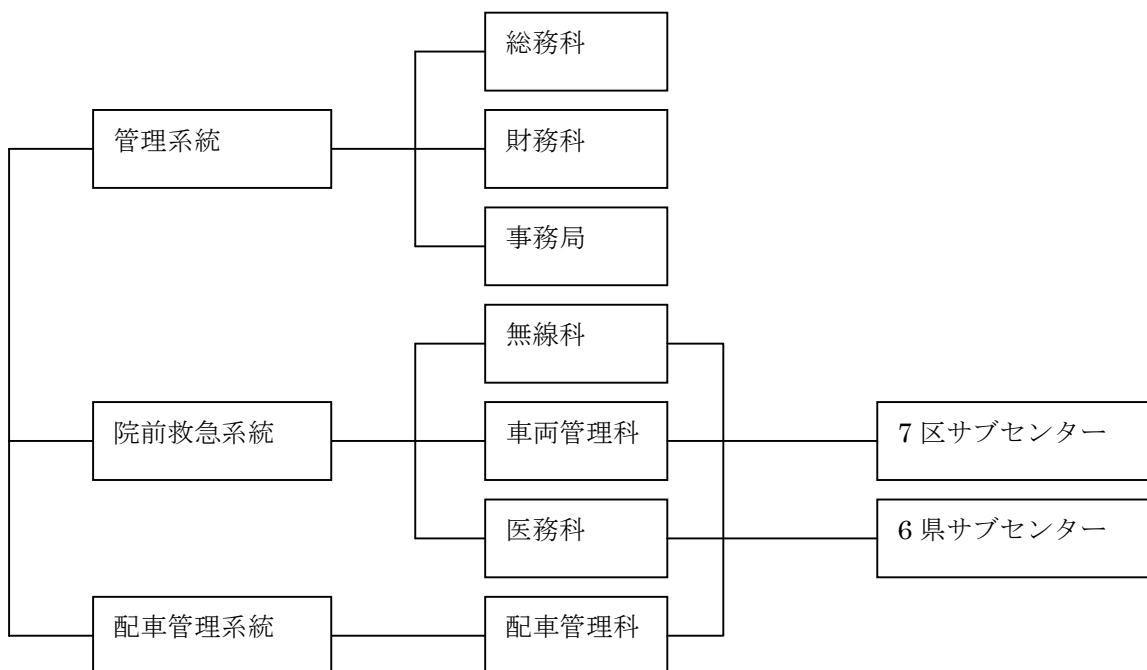 総務科
管理系統
財務科
事務局
無線科
院前救急系統
車両管理科
7 区サブセンター
医務科
6 県サブセンター
配車管理系統
配車管理科